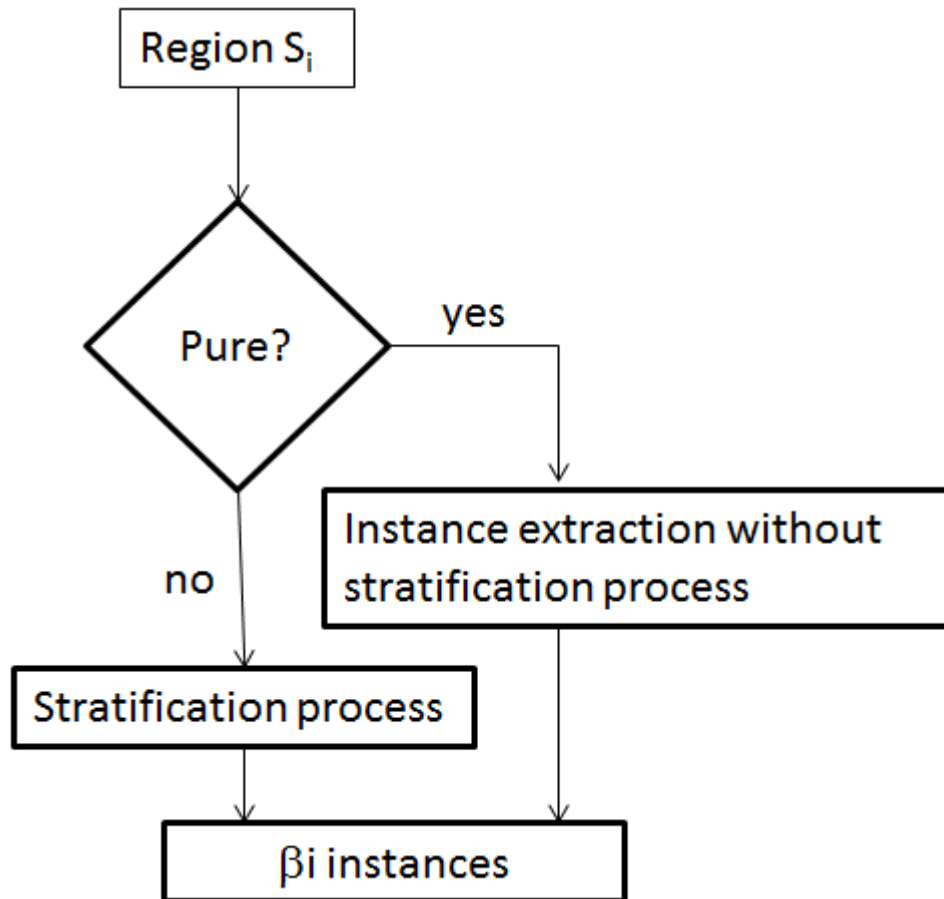 Region Sᵢ
Pure?
yes
no
Instance extraction without
stratification process
Stratification process
βi instances